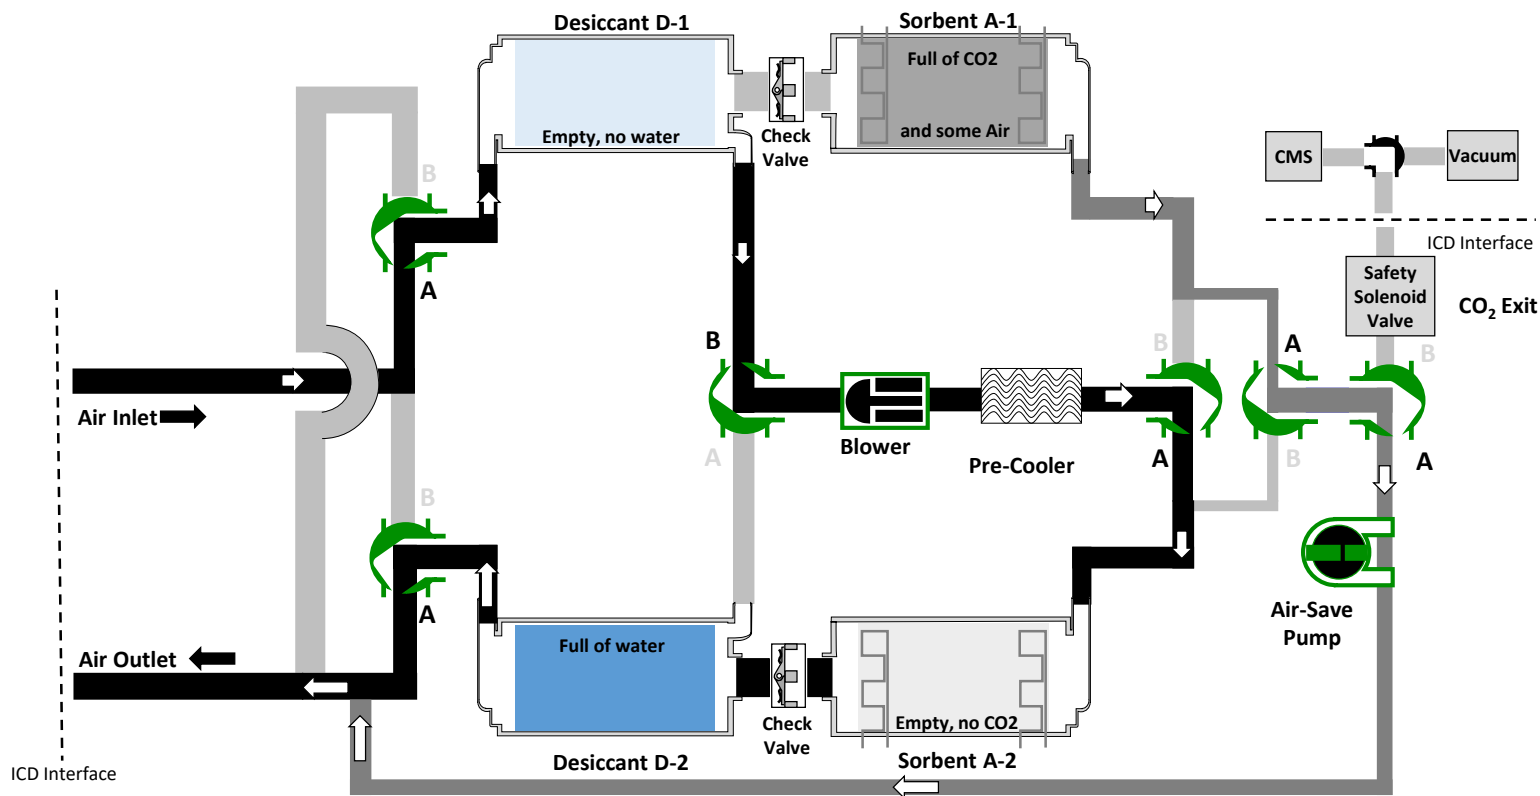 Desiccant D-1
Sorbent A-1
Full of CO2
Empty, no water
and some Air
Check
Valve
CMS
Vacuum
ICD Interface
B
A
Safety
Solenoid
Valve
CO₂ Exit
B
B
A
B
Air Inlet
A
Blower
Pre-Cooler
A
B
A
B
Air-Save
Pump
A
Air Outlet
Full of water
Check
Valve
Empty, no CO2
ICD Interface
Desiccant D-2
Sorbent A-2